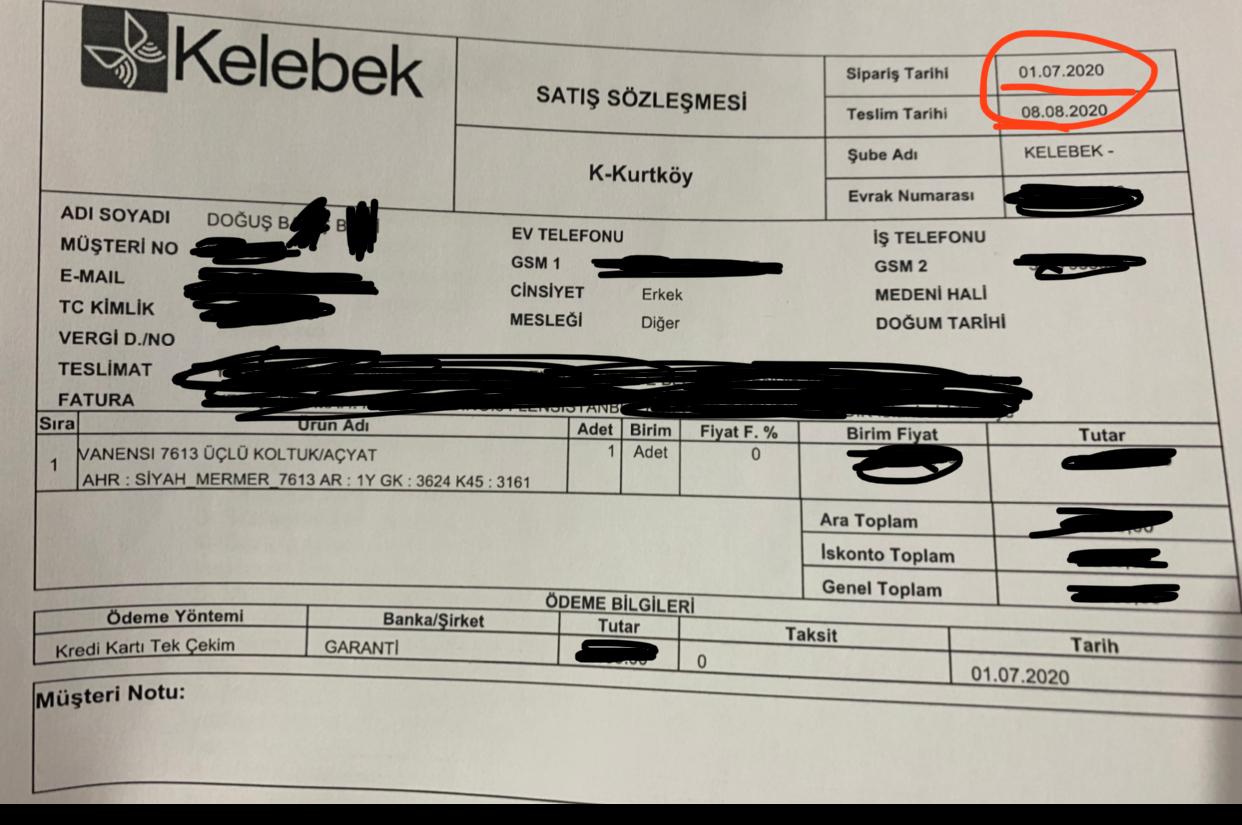 Kelebek
SATIŞ SÖZLEŞMESİ
K-Kurtköy
Sipariş Tarihi 01.07.2020
Teslim Tarihi 08.08.2020
Şube Adı KELEBEK -
Evrak Numarası
ADI SOYADI DOĞUŞ
MÜŞTERİ NO
E-MAIL
TC KİMLİK
VERGİ D./NO
TESLİMAT
FATURA
EV TELEFONU
GSM 1
CİNSİYET Erkek
MESLEĞİ Diğer
İŞ TELEFONU
GSM 2
MEDENİ HALİ
DOĞUM TARİHİ
Sıra Ürün Adı Adet Birim Fiyat F. % Birim Fiyat Tutar
1 VANENSI 7613 ÜÇLÜ KOLTUK/AÇYAT 1 Adet 0
AHR : SİYAH_MERMER_7613 AR : 1Y GK : 3624 K45 : 3161
Ara Toplam
İskonto Toplam
Genel Toplam
ÖDEME BİLGİLERİ
Ödeme Yöntemi Banka/Şirket Tutar Taksit Tarih
Kredi Kartı Tek Çekim GARANTİ 0 01.07.2020
Müşteri Notu: